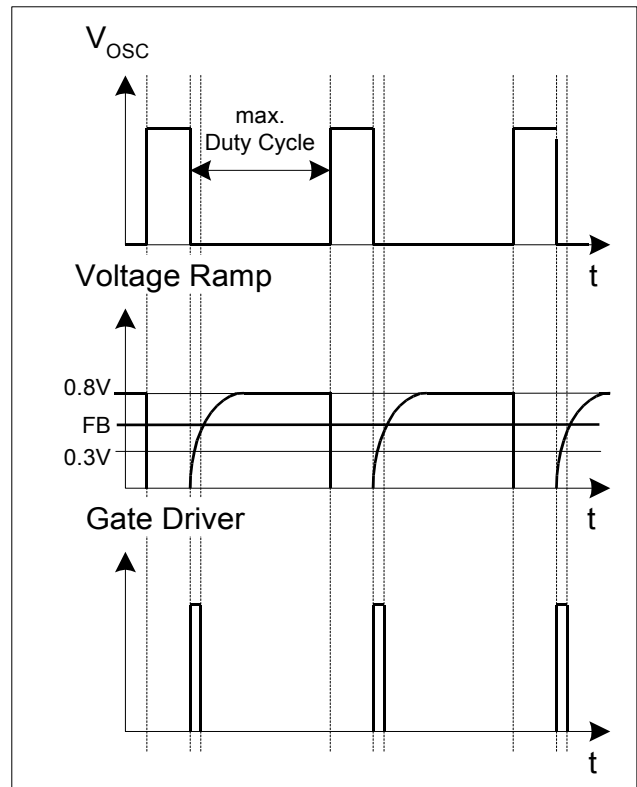 V_OSC
max.
Duty Cycle
t
Voltage Ramp
0.8V
FB
0.3V
t
Gate Driver
t